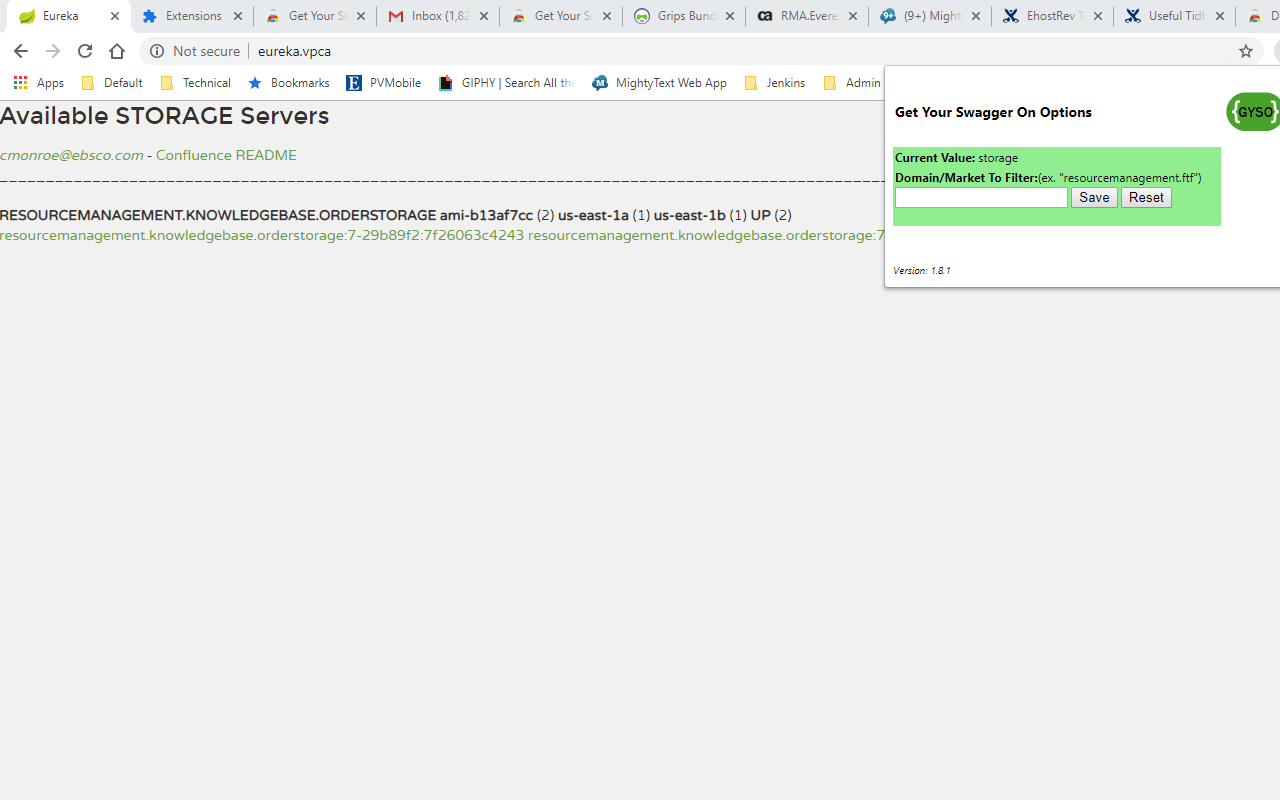 Eureka Extensions Get Your Sw Inbox (1,82 Get Your Sw Grips Bund RMA.Evere (9+) Might EhostRev T Useful Tidb D
Not secure eureka.vpca
Apps Default Technical Bookmarks PVMobile GIPHY | Search All the MightyText Web App Jenkins Admin
Available STORAGE Servers
Get Your Swagger On Options {GYSO}
cmonroe@ebsco.com - Confluence README
Current Value: storage
Domain/Market To Filter:(ex. "resourcemanagement.ftf")
Save Reset
RESOURCEMANAGEMENT.KNOWLEDGEBASE.ORDERSTORAGE ami-b13af7cc (2) us-east-1a (1) us-east-1b (1) UP (2)
resourcemanagement.knowledgebase.orderstorage:7-29b89f2:7f26063c4243 resourcemanagement.knowledgebase.orderstorage:7
Version: 1.8.1